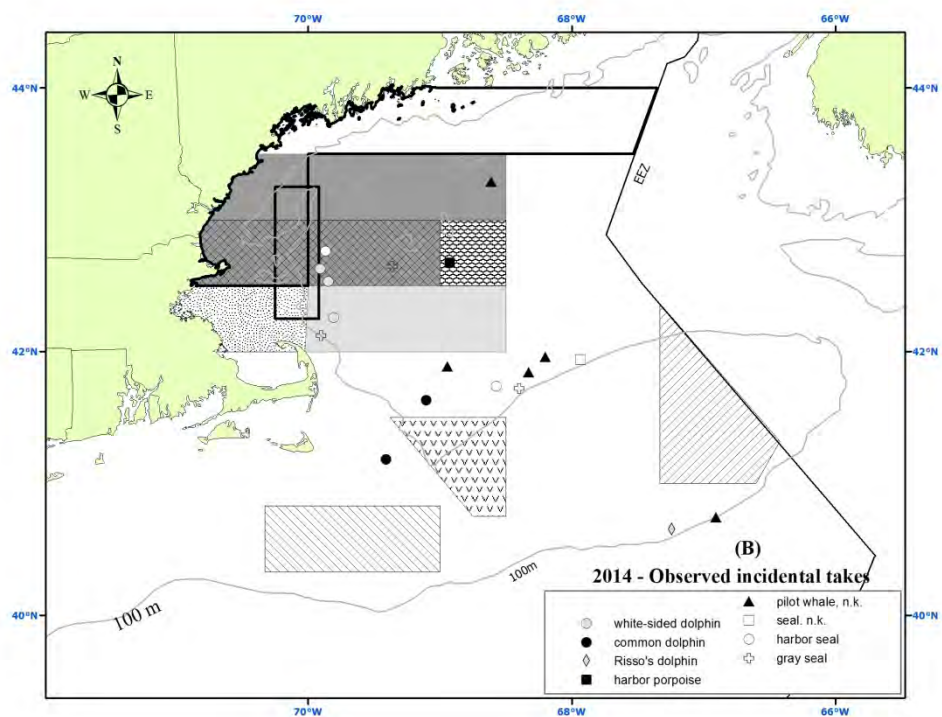 70°W 68°W 66°W
N
W E
S
44°N 44°N
EEZ
42°N 42°N
100m
100 m
(B)
2014 - Observed incidental takes
40°N 40°N
white-sided dolphin
common dolphin
Risso's dolphin
harbor porpoise
pilot whale, n.k.
seal. n.k.
harbor seal
gray seal
70°W 68°W 66°W